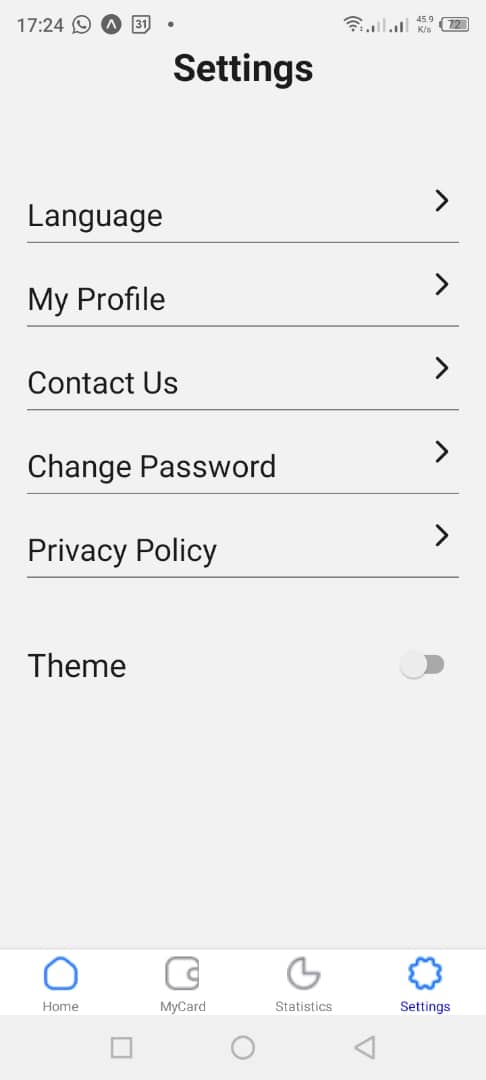 17:24 31 45.9 K/s 72
Settings
Language
My Profile
Contact Us
Change Password
Privacy Policy
Theme
Home MyCard Statistics Settings